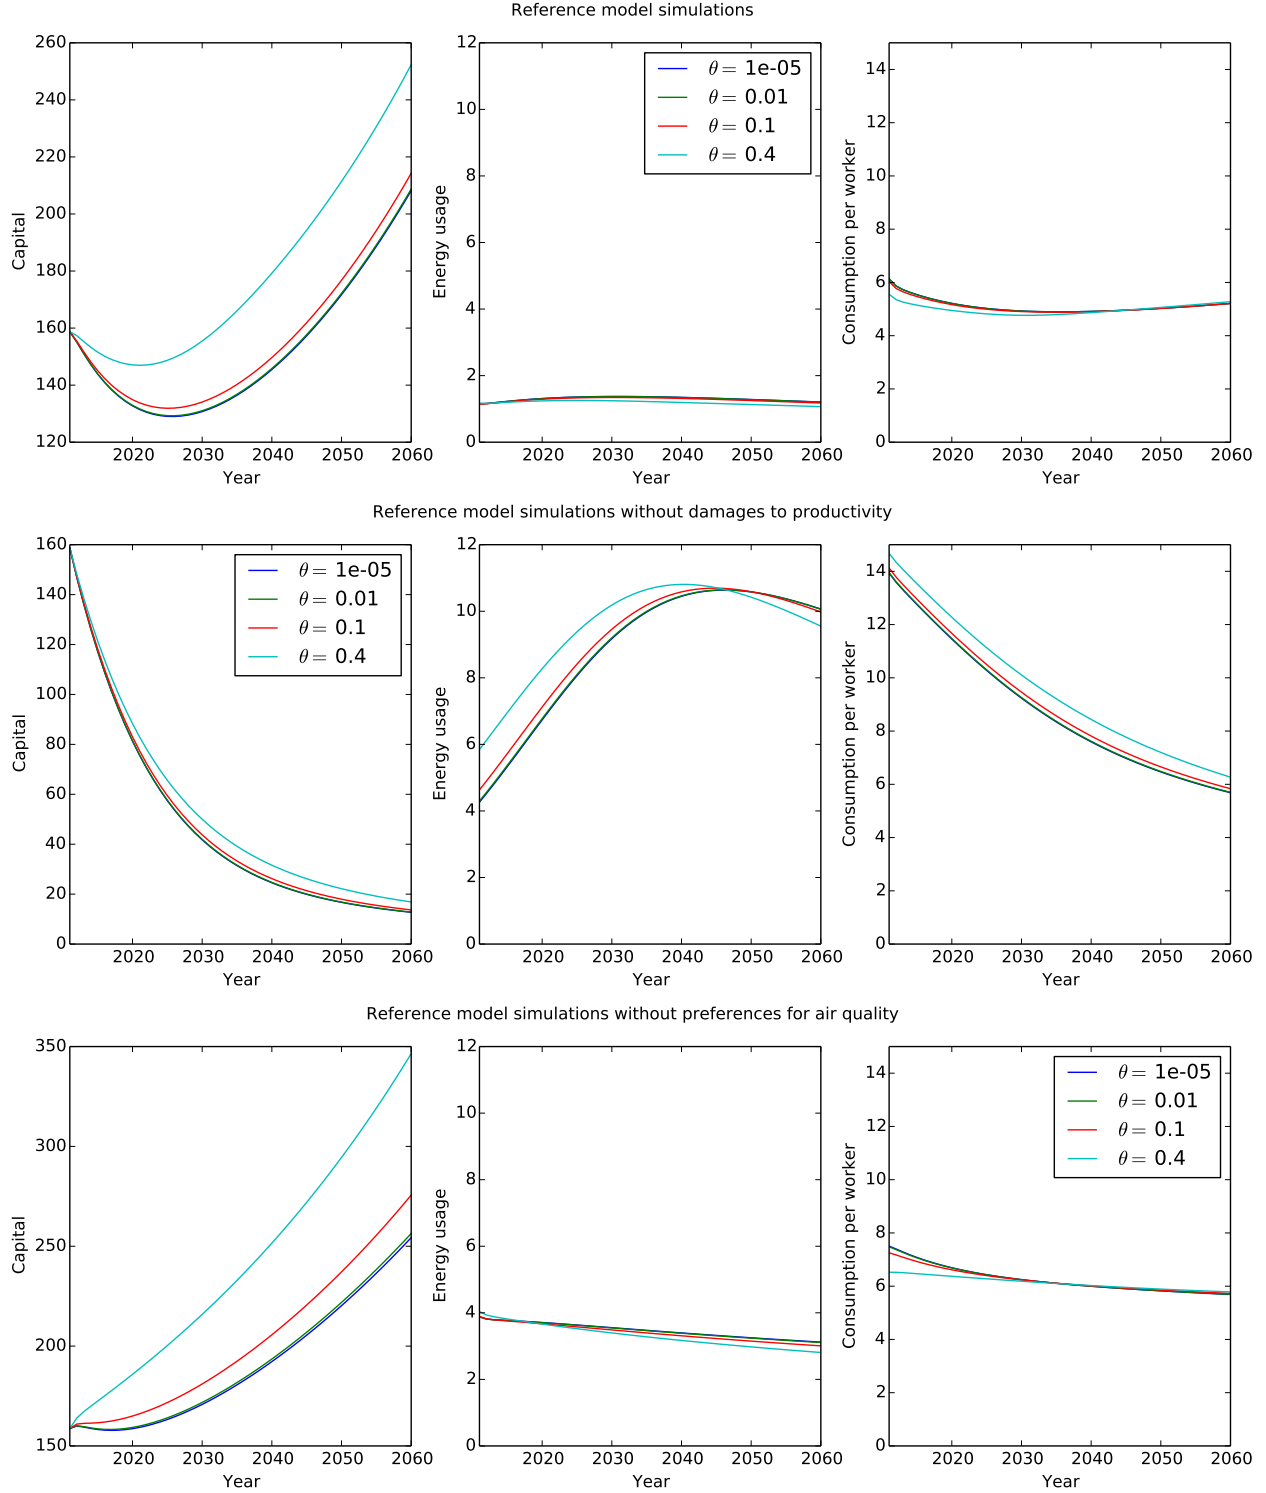 Reference model simulations
260
240
220
200
180
160
140
120
2020 2030 2040 2050 2060
Year
Capital
12
10
8
6
4
2
0
2020 2030 2040 2050 2060
Year
Energy usage
θ = 1e-05
θ = 0.01
θ = 0.1
θ = 0.4
14
12
10
8
6
4
2
0
2020 2030 2040 2050 2060
Year
Consumption per worker
Reference model simulations without damages to productivity
160
140
120
100
80
60
40
20
0
2020 2030 2040 2050 2060
Year
Capital
θ = 1e-05
θ = 0.01
θ = 0.1
θ = 0.4
12
10
8
6
4
2
0
2020 2030 2040 2050 2060
Year
Energy usage
14
12
10
8
6
4
2
0
2020 2030 2040 2050 2060
Year
Consumption per worker
Reference model simulations without preferences for air quality
350
300
250
200
150
2020 2030 2040 2050 2060
Year
Capital
12
10
8
6
4
2
0
2020 2030 2040 2050 2060
Year
Energy usage
14
12
10
8
6
4
2
0
2020 2030 2040 2050 2060
Year
Consumption per worker
θ = 1e-05
θ = 0.01
θ = 0.1
θ = 0.4